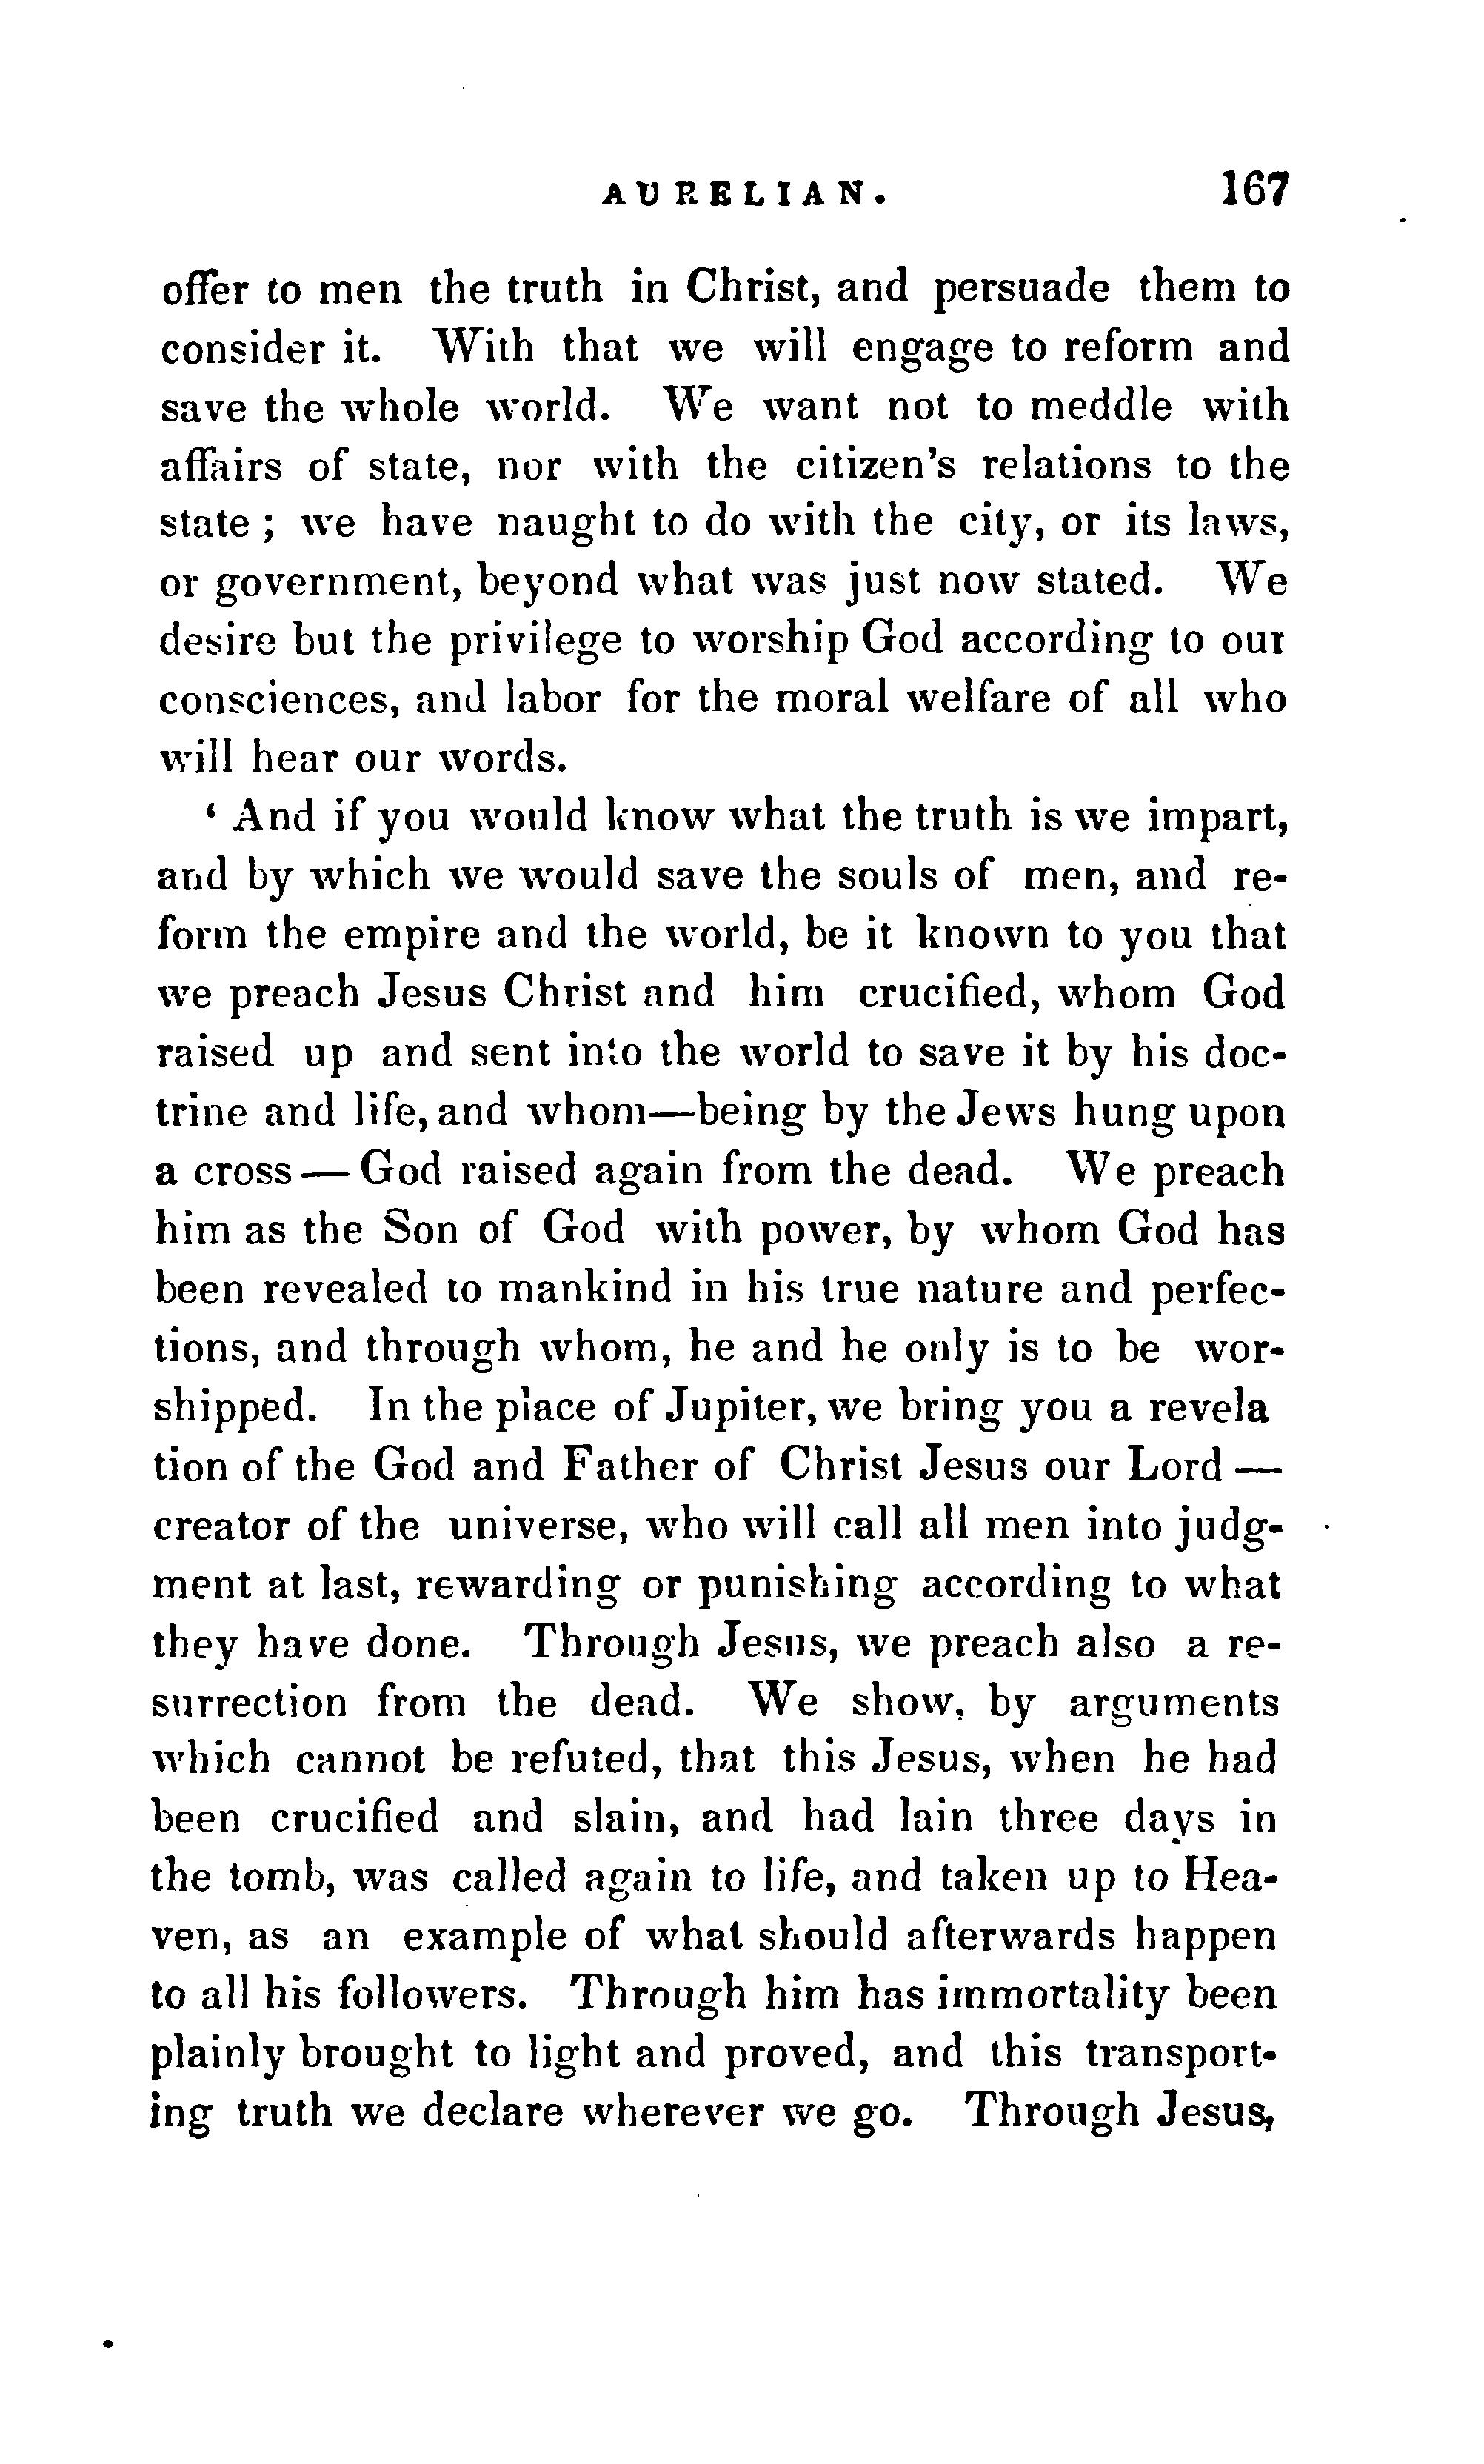 AURELIAN. 167
offer to men the truth in Christ, and persuade them to
consider it. With that we will engage to reform and
save the whole world. We want not to meddle with
affairs of state, nor with the citizen's relations to the
state ; we have naught to do with the city, or its laws,
or government, beyond what was just now stated. We
desire but the privilege to worship God according to our
consciences, and labor for the moral welfare of all who
will hear our words.
‘ And if you would know what the truth is we impart,
and by which we would save the souls of men, and re-
form the empire and the world, be it known to you that
we preach Jesus Christ and him crucified, whom God
raised up and sent into the world to save it by his doc-
trine and life, and whom—being by the Jews hung upon
a cross — God raised again from the dead. We preach
him as the Son of God with power, by whom God has
been revealed to mankind in his true nature and perfec-
tions, and through whom, he and he only is to be wor-
shipped. In the place of Jupiter, we bring you a revela
tion of the God and Father of Christ Jesus our Lord —
creator of the universe, who will call all men into judg-
ment at last, rewarding or punishing according to what
they have done. Through Jesus, we preach also a re-
surrection from the dead. We show, by arguments
which cannot be refuted, that this Jesus, when he had
been crucified and slain, and had lain three days in
the tomb, was called again to life, and taken up to Hea-
ven, as an example of what should afterwards happen
to all his followers. Through him has immortality been
plainly brought to light and proved, and this transport-
ing truth we declare wherever we go. Through Jesus,